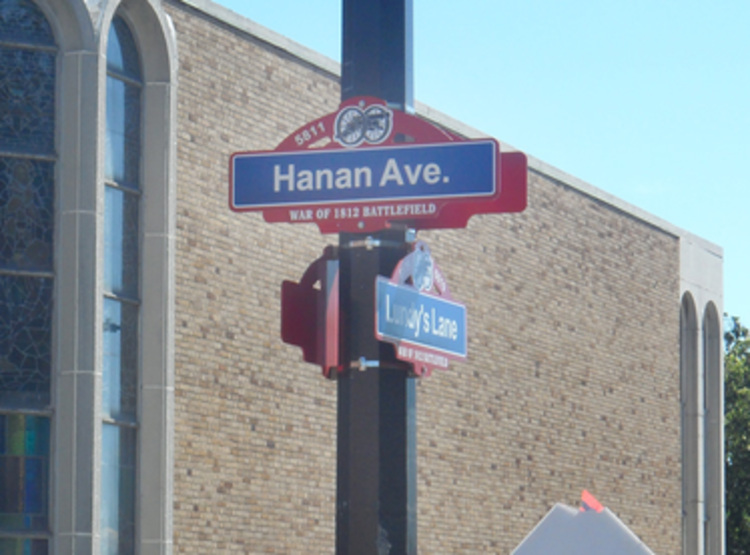 5811
Hanan Ave.
WAR OF 1812 BATTLEFIELD
Lundy's Lane